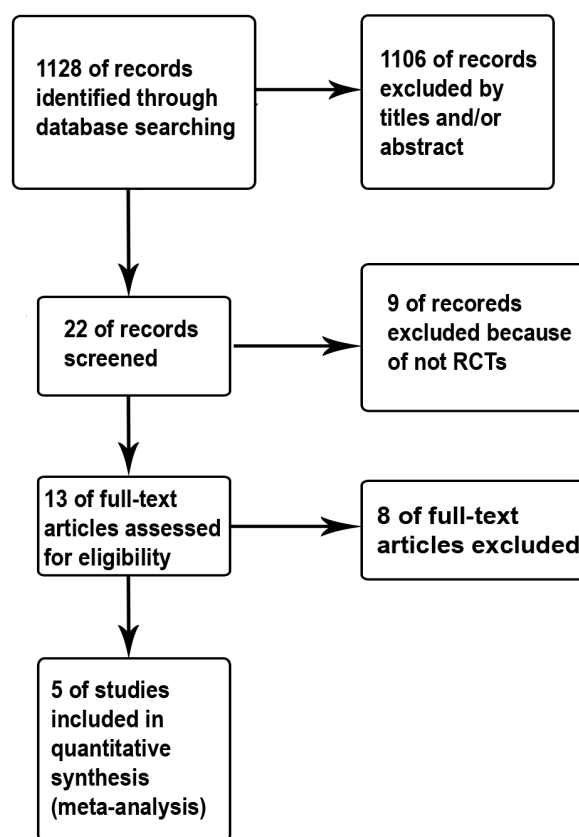 1128 of records
identified through
database searching
1106 of records
excluded by
titles and/or
abstract
22 of records
screened
9 of recoreds
excluded because
of not RCTs
13 of full-text
articles assessed
for eligibility
8 of full-text
articles excluded
5 of studies
included in
quantitative
synthesis
(meta-analysis)